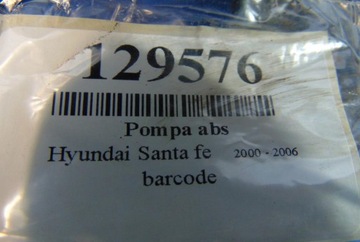 129576
Pompa abs
Hyundai Santa fe 2000 - 2006
barcode